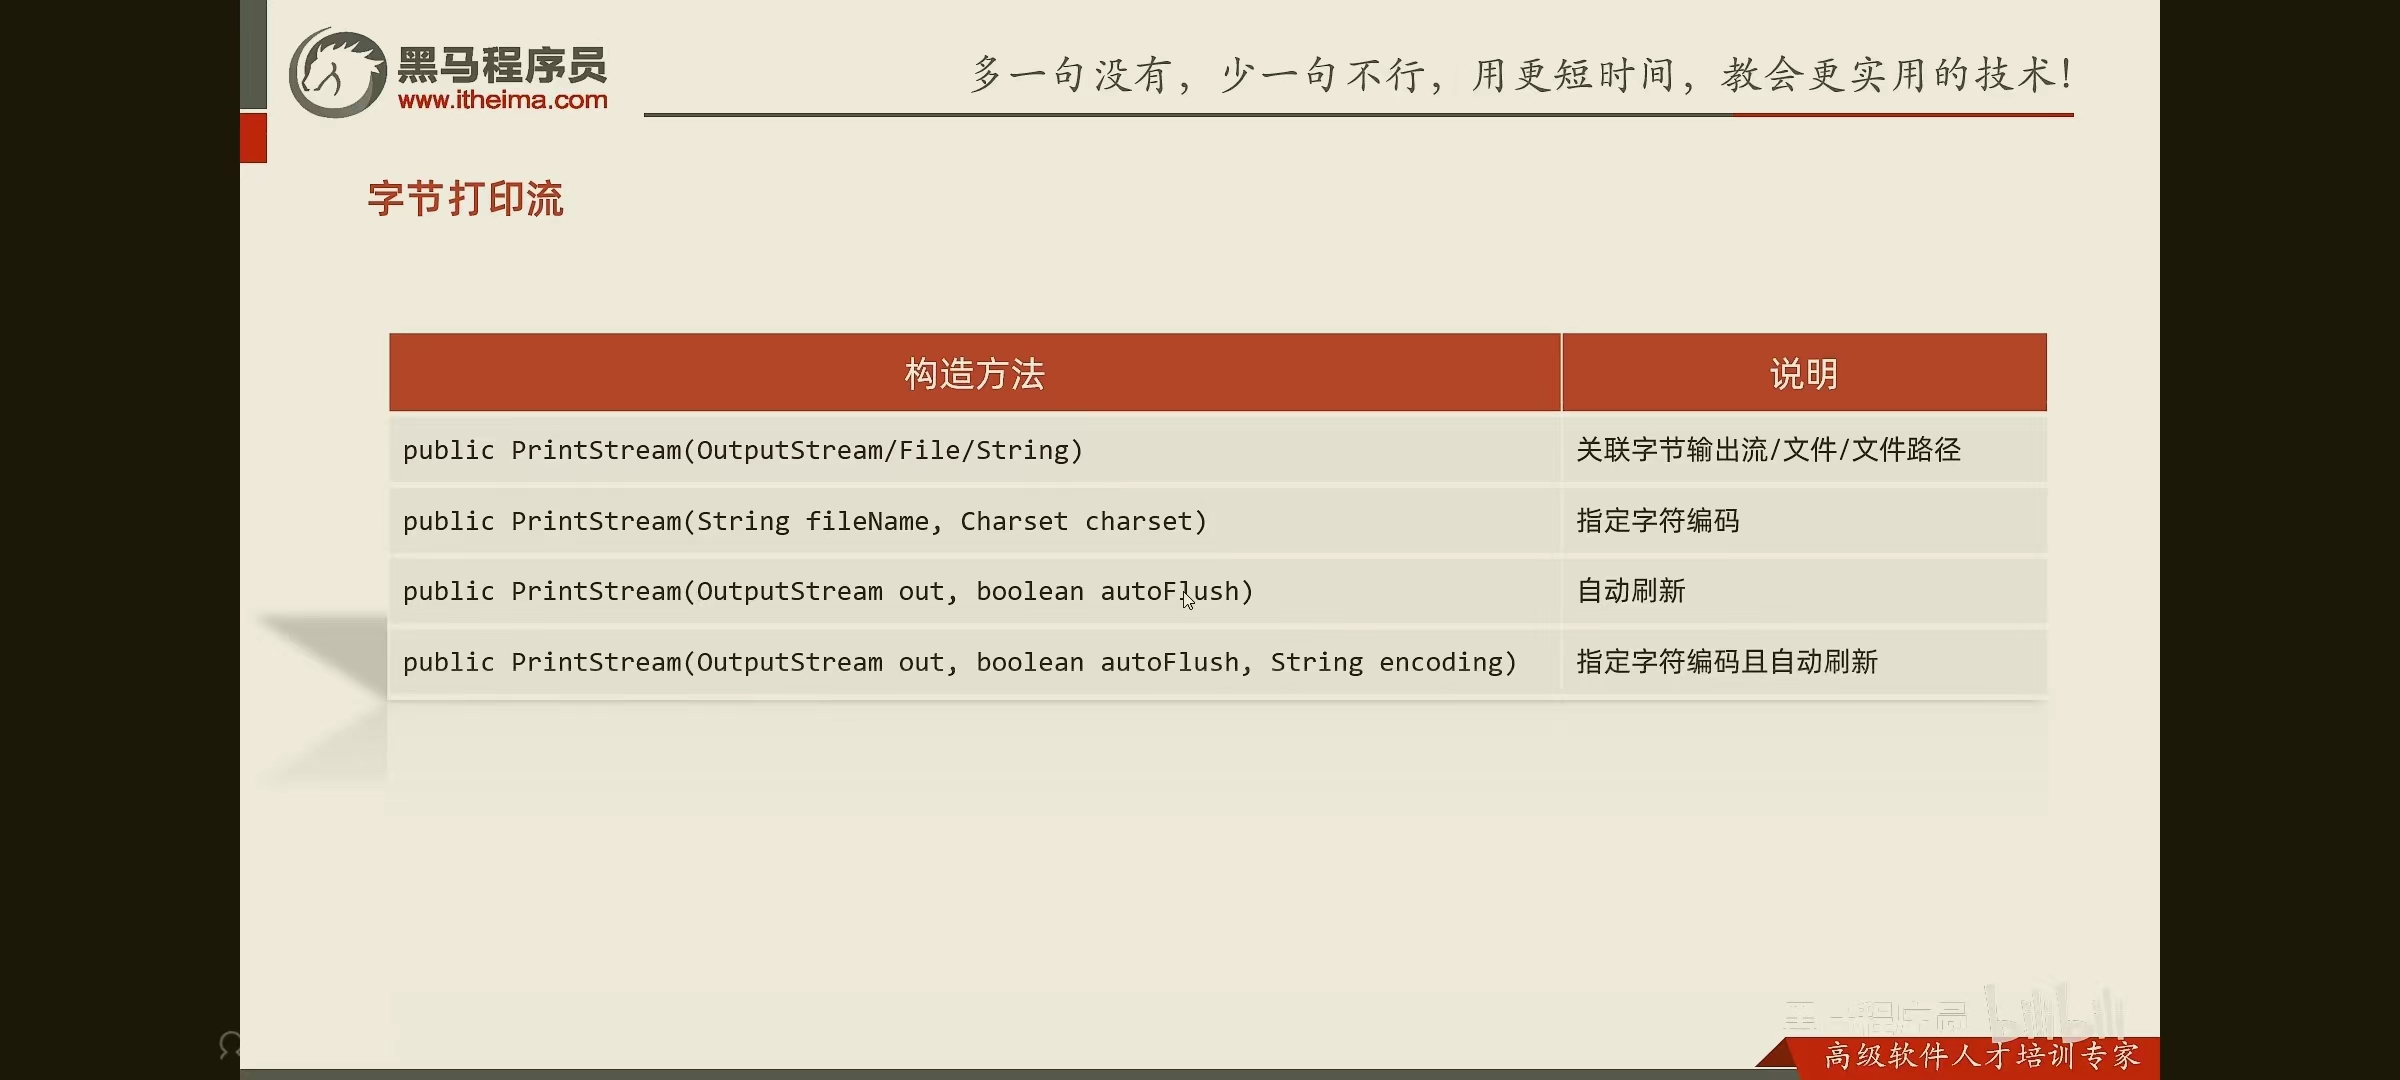 黑马程序员
www.itheima.com
多一句没有，少一句不行，用更短时间，教会更实用的技术！
字节打印流
构造方法 说明
public PrintStream(OutputStream/File/String) 关联字节输出流/文件/文件路径
public PrintStream(String fileName, Charset charset) 指定字符编码
public PrintStream(OutputStream out, boolean autoFlush) 自动刷新
public PrintStream(OutputStream out, boolean autoFlush, String encoding) 指定字符编码且自动刷新
黑马程序员 bilibili
高级软件人才培训专家